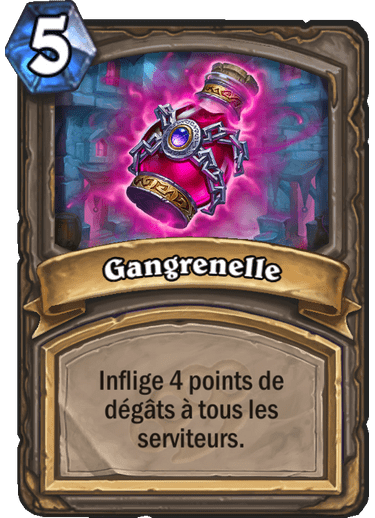 5
Gangrenelle
Inflige 4 points de
dégâts à tous les
serviteurs.